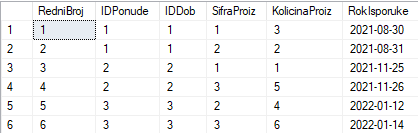 RedniBroj IDPonude IDDob SifraProiz KolicinaProiz RokIsporuke
1 1 1 1 1 3 2021-08-30
2 2 1 1 2 2 2021-08-31
3 3 2 2 1 1 2021-11-25
4 4 2 2 3 5 2021-11-26
5 5 3 3 2 4 2022-01-12
6 6 3 3 3 6 2022-01-14